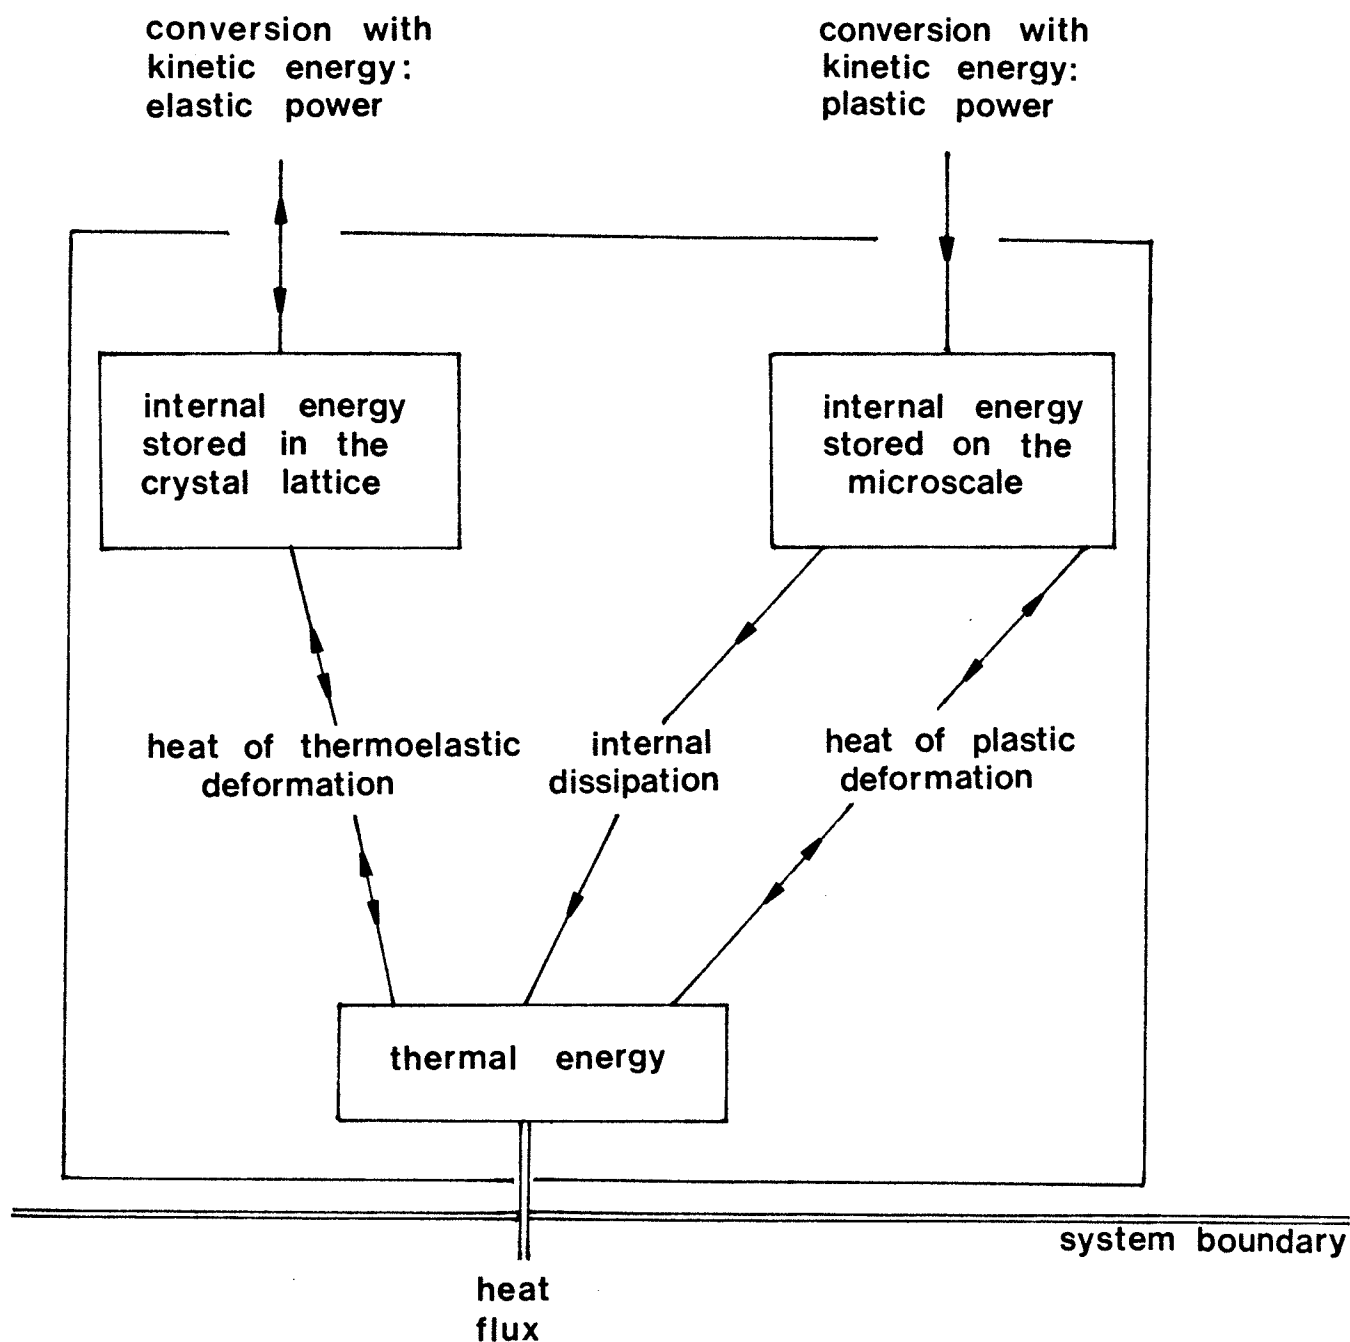 conversion with
kinetic energy:
elastic power
conversion with
kinetic energy:
plastic power
internal energy
stored in the
crystal lattice
internal energy
stored on the
microscale
heat of thermoelastic
deformation
internal
dissipation
heat of plastic
deformation
thermal energy
system boundary
heat
flux